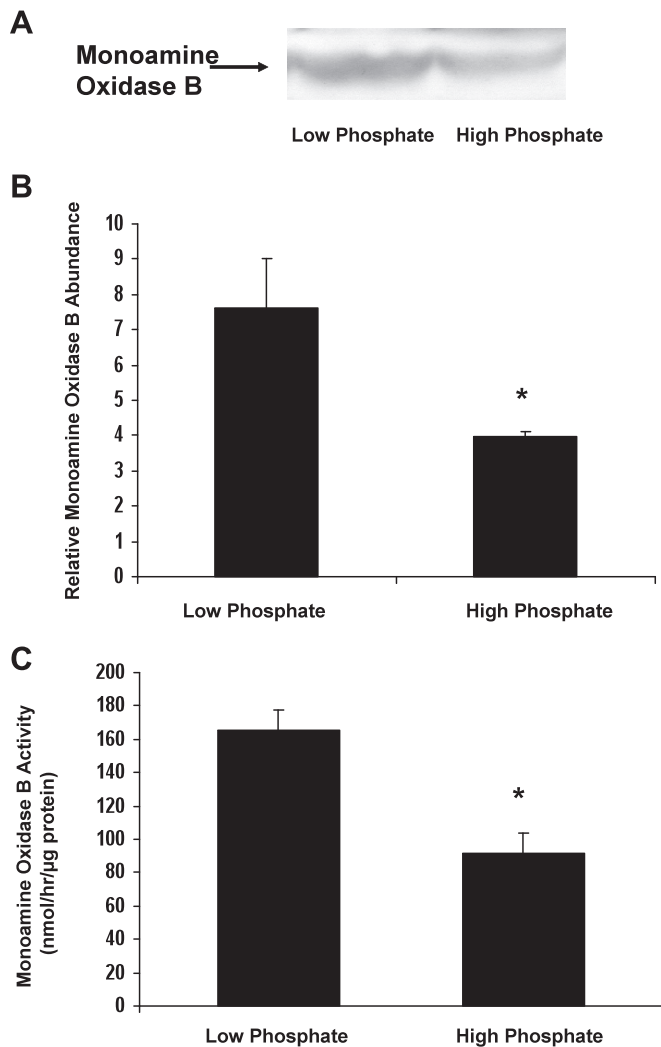 A
Monoamine
Oxidase B
Low Phosphate High Phosphate
B
Relative Monoamine Oxidase B Abundance
10
9
8
7
6
5
4
3
2
1
0
*
Low Phosphate High Phosphate
C
Monoamine Oxidase B Activity
(nmol/hr/µg protein)
200
180
160
140
120
100
80
60
40
20
0
*
Low Phosphate High Phosphate